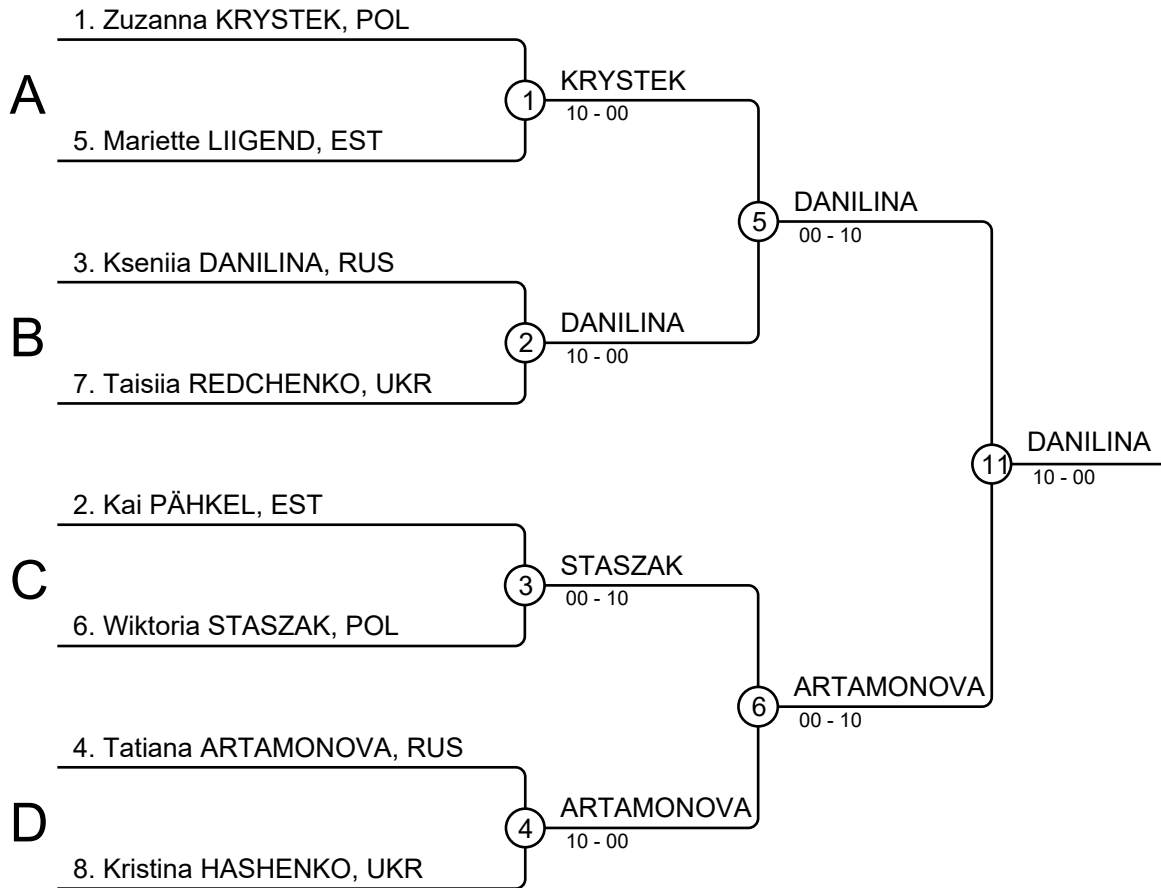 1. Zuzanna KRYSTEK, POL
A
1
KRYSTEK
10 - 00
5. Mariette LIIGEND, EST
5
DANILINA
00 - 10
3. Kseniia DANILINA, RUS
B
2
DANILINA
10 - 00
7. Taisiia REDCHENKO, UKR
11
DANILINA
10 - 00
2. Kai PÄHKEL, EST
C
3
STASZAK
00 - 10
6. Wiktoria STASZAK, POL
6
ARTAMONOVA
00 - 10
4. Tatiana ARTAMONOVA, RUS
D
4
ARTAMONOVA
10 - 00
8. Kristina HASHENKO, UKR